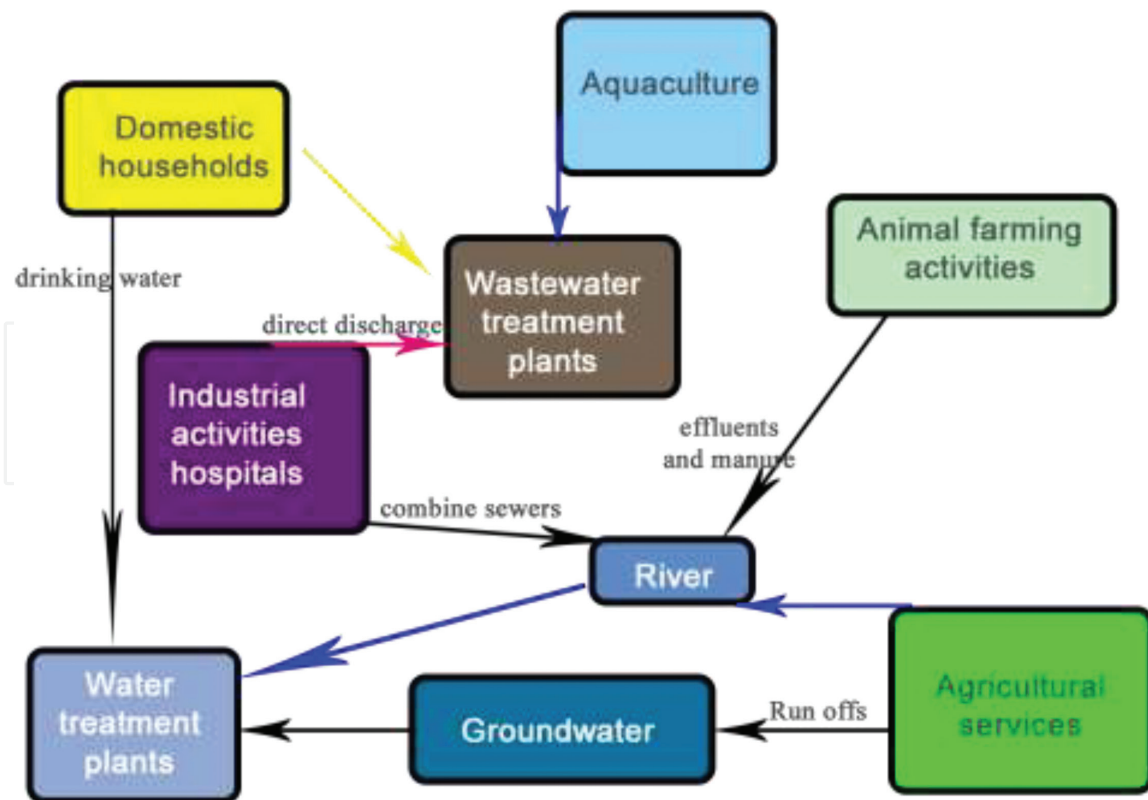 Aquaculture
Domestic
households
Animal farming
activities
drinking water
Wastewater
treatment
plants
direct discharge
Industrial
activities
hospitals
effluents
and manure
combine sewers
River
Water
treatment
plants
Groundwater
Run offs
Agricultural
services